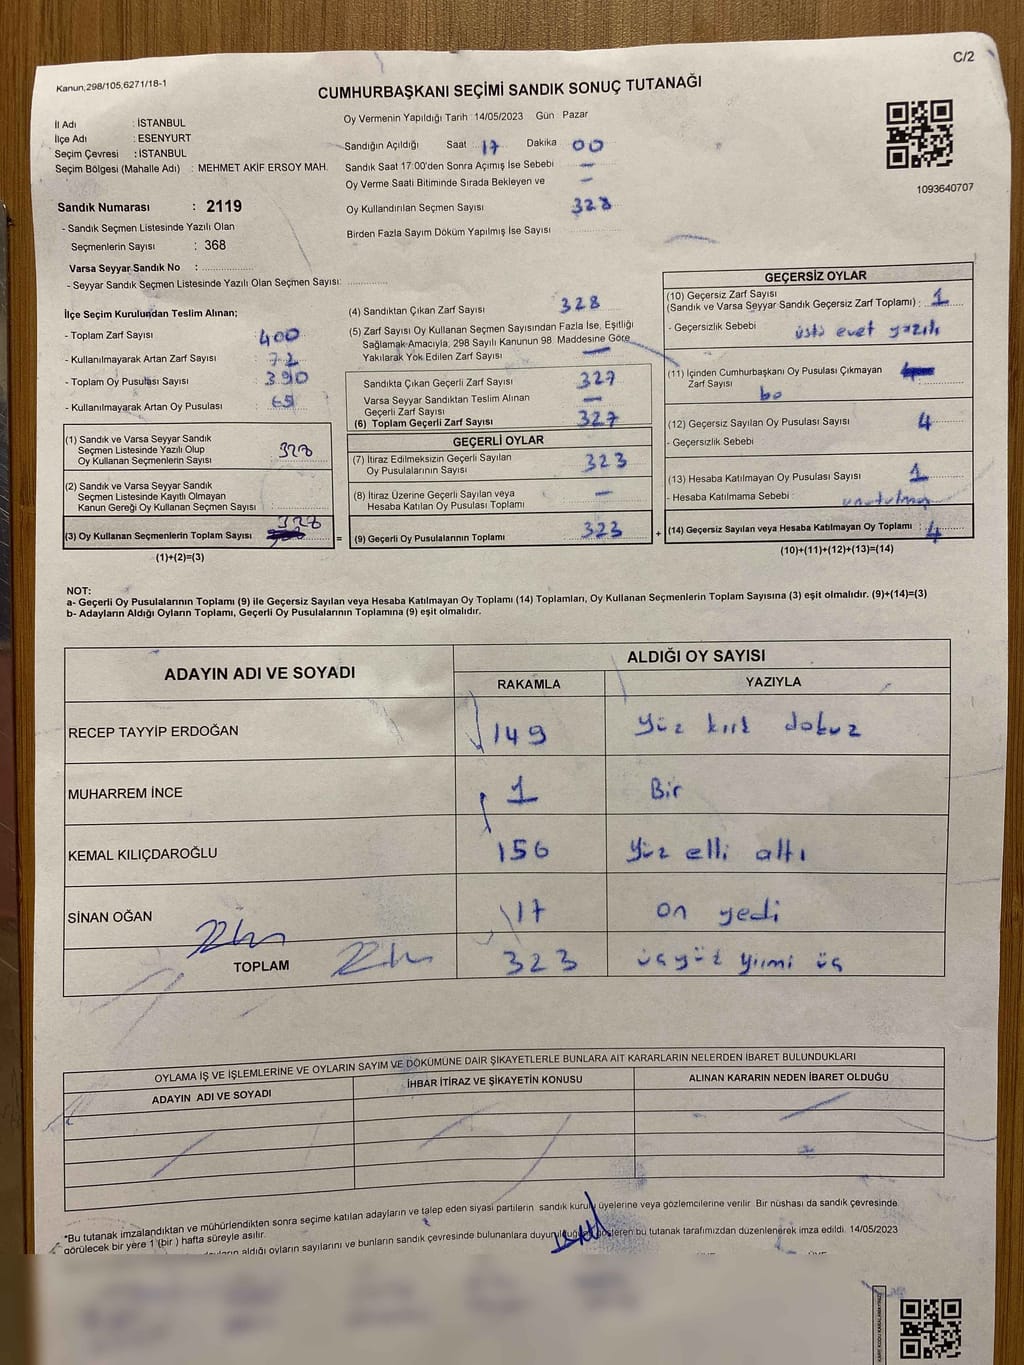 C/2
Kanun,298/105,6271/18-1
CUMHURBAŞKANI SEÇİMİ SANDIK SONUÇ TUTANAĞI
İl Adı : İSTANBUL
İlçe Adı : ESENYURT
Seçim Çevresi : İSTANBUL
Seçim Bölgesi (Mahalle Adı) : MEHMET AKİF ERSOY MAH.
Oy Vermenin Yapıldığı Tarih 14/05/2023 Gün Pazar
Sandığın Açıldığı Saat 17 Dakika 00
Sandık Saat 17:00'den Sonra Açımış İse Sebebi —
Oy Verme Saati Bitiminde Sırada Bekleyen ve —
Oy Kullandırılan Seçmen Sayısı 328
Birden Fazla Sayım Döküm Yapılmış İse Sayısı
1093640707
Sandık Numarası : 2119
- Sandık Seçmen Listesinde Yazılı Olan
Seçmenlerin Sayısı : 368
Varsa Seyyar Sandık No :
- Seyyar Sandık Seçmen Listesinde Yazılı Olan Seçmen Sayısı:
İlçe Seçim Kurulundan Teslim Alınan;
- Toplam Zarf Sayısı : 400
- Kullanılmayarak Artan Zarf Sayısı : 72
- Toplam Oy Pusulası Sayısı : 390
- Kullanılmayarak Artan Oy Pusulası :
(1) Sandık ve Varsa Seyyar Sandık
Seçmen Listesinde Yazılı Olup
Oy Kullanan Seçmenlerin Sayısı 328
(2) Sandık ve Varsa Seyyar Sandık
Seçmen Listesinde Kayıtlı Olmayan
Kanun Gereği Oy Kullanan Seçmen Sayısı
(3) Oy Kullanan Seçmenlerin Toplam Sayısı 328
(1)+(2)=(3)
(4) Sandıktan Çıkan Zarf Sayısı 328
(5) Zarf Sayısı Oy Kullanan Seçmen Sayısından Fazla İse, Eşitliği
Sağlamak Amacıyla, 298 Sayılı Kanunun 98 Maddesine Göre
Yakılarak Yok Edilen Zarf Sayısı —
Sandıkta Çıkan Geçerli Zarf Sayısı 327
Varsa Seyyar Sandıktan Teslim Alınan
Geçerli Zarf Sayısı —
(6) Toplam Geçerli Zarf Sayısı 327
GEÇERLİ OYLAR
(7) İtiraz Edilmeksizin Geçerli Sayılan
Oy Pusulalarının Sayısı 323
(8) İtiraz Üzerine Geçerli Sayılan veya
Hesaba Katılan Oy Pusulası Toplamı —
= (9) Geçerli Oy Pusulalarının Toplamı 323 +
GEÇERSİZ OYLAR
(10) Geçersiz Zarf Sayısı
(Sandık ve Varsa Seyyar Sandık Geçersiz Zarf Toplamı) : 1
- Geçersizlik Sebebi üstü evet yazılı
(11) İçinden Cumhurbaşkanı Oy Pusulası Çıkmayan
Zarf Sayısı
(12) Geçersiz Sayılan Oy Pusulası Sayısı 4
- Geçersizlik Sebebi
(13) Hesaba Katılmayan Oy Pusulası Sayısı 1
- Hesaba Katılmama Sebebi :
(14) Geçersiz Sayılan veya Hesaba Katılmayan Oy Toplamı : 4
(10)+(11)+(12)+(13)=(14)
NOT:
a- Geçerli Oy Pusulalarının Toplamı (9) ile Geçersiz Sayılan veya Hesaba Katılmayan Oy Toplamı (14) Toplamları, Oy Kullanan Seçmenlerin Toplam Sayısına (3) eşit olmalıdır. (9)+(14)=(3)
b- Adayların Aldığı Oyların Toplamı, Geçerli Oy Pusulalarının Toplamına (9) eşit olmalıdır.
ADAYIN ADI VE SOYADI
ALDIĞI OY SAYISI
RAKAMLA YAZIYLA
RECEP TAYYİP ERDOĞAN 149 yüz kırk dokuz
MUHARREM İNCE 1 Bir
KEMAL KILIÇDAROĞLU 156 yüz elli altı
SİNAN OĞAN 17 on yedi
TOPLAM 323 üçyüz yirmi üç
OYLAMA İŞ VE İŞLEMLERİNE VE OYLARIN SAYIM VE DÖKÜMÜNE DAİR ŞİKAYETLERLE BUNLARA AİT KARARLARIN NELERDEN İBARET BULUNDUKLARI
ADAYIN ADI VE SOYADI
İHBAR İTİRAZ VE ŞİKAYETİN KONUSU
ALINAN KARARIN NEDEN İBARET OLDUĞU
*Bu tutanak imzalandıktan ve mühürlendikten sonra seçime katılan adayların ve talep eden siyasi partilerin sandık kurulu üyelerine veya gözlemcilerine verilir. Bir nüshası da sandık çevresinde
görülecek bir yere 1 (bir) hafta süreyle asılır.
aldığı oyların sayılarını ve bunların sandık çevresinde bulunanlara bu tutanak tarafımızdan düzenlenerek imza edildi. 14/05/2023